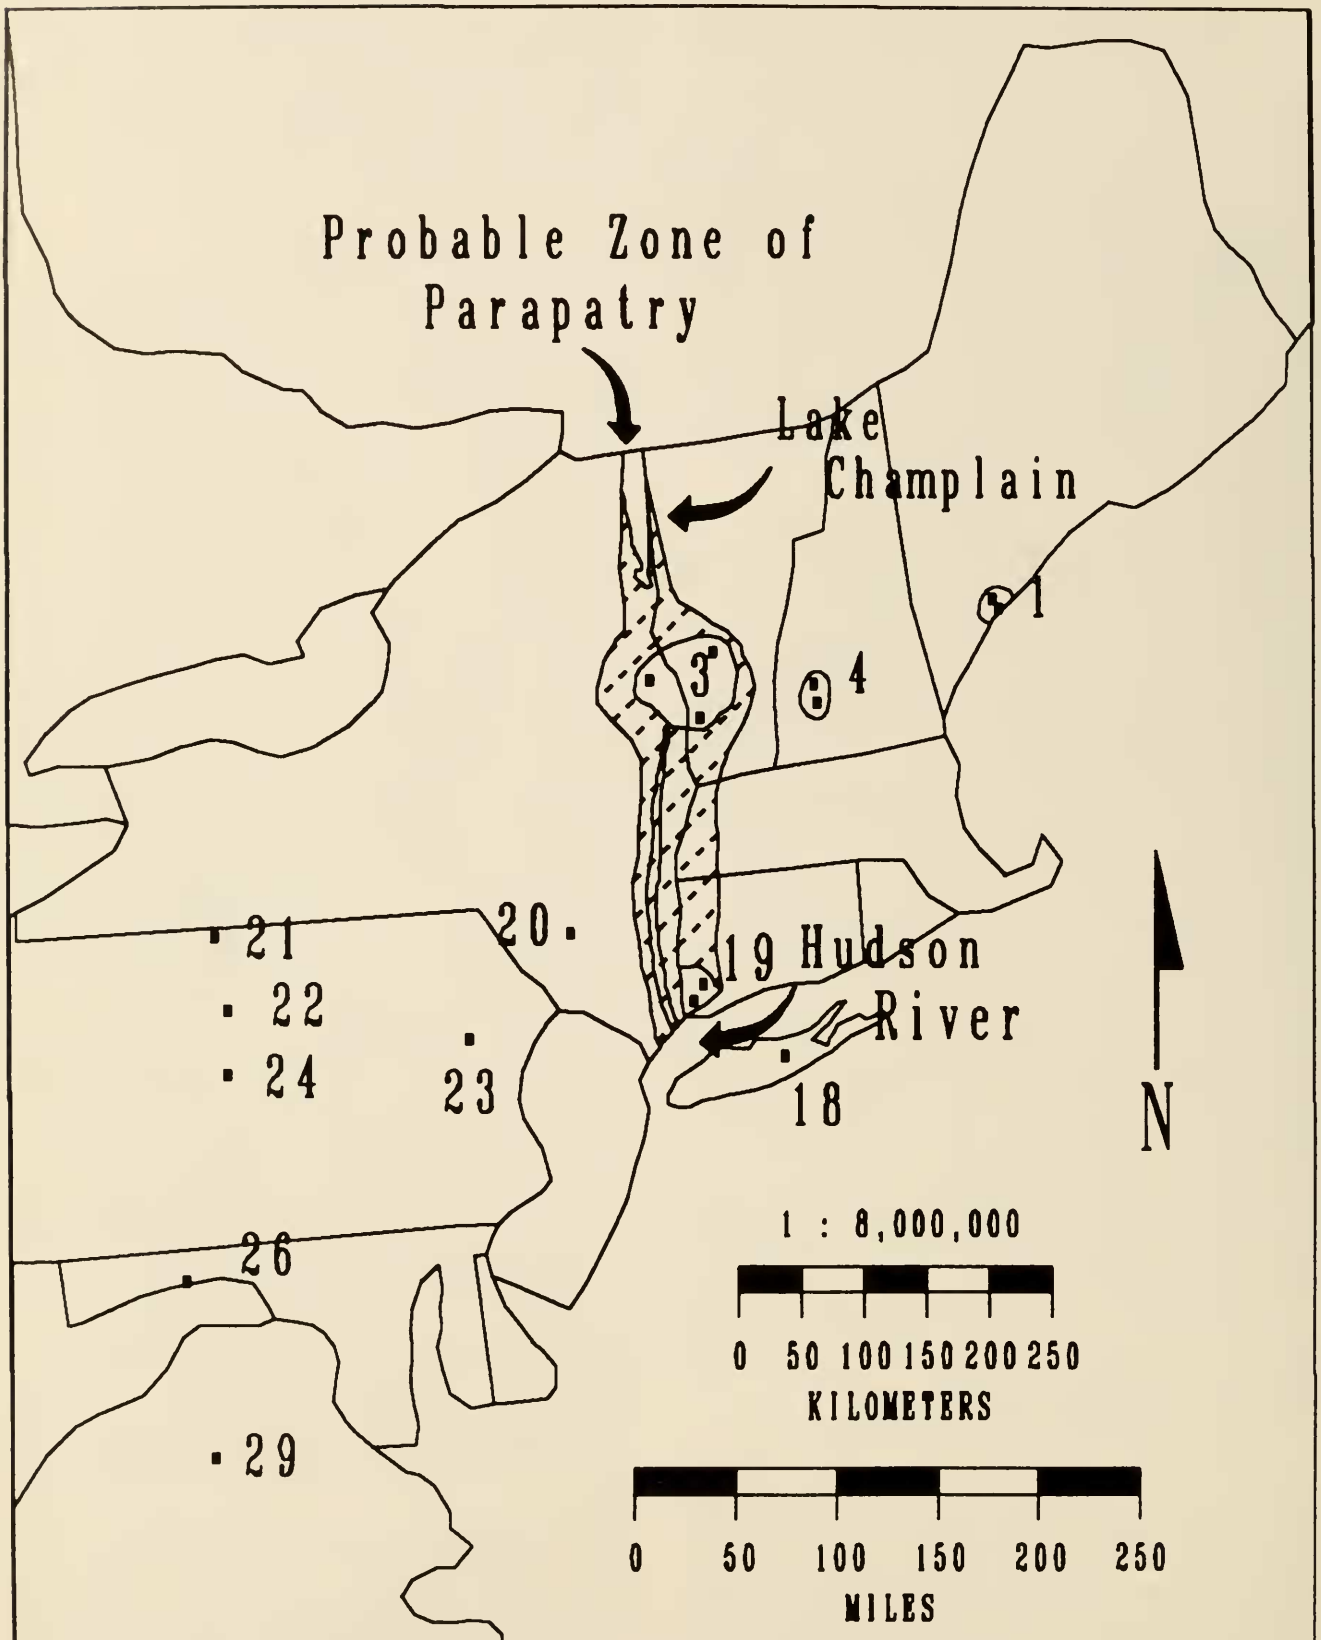 Probable Zone of
Parapatry
Lake
Champlain
1
3
4
20
21
19
Hudson
River
22
24
23
18
N
26
1 : 8,000,000
0 50 100 150 200 250
KILOMETERS
29
0 50 100 150 200 250
MILES